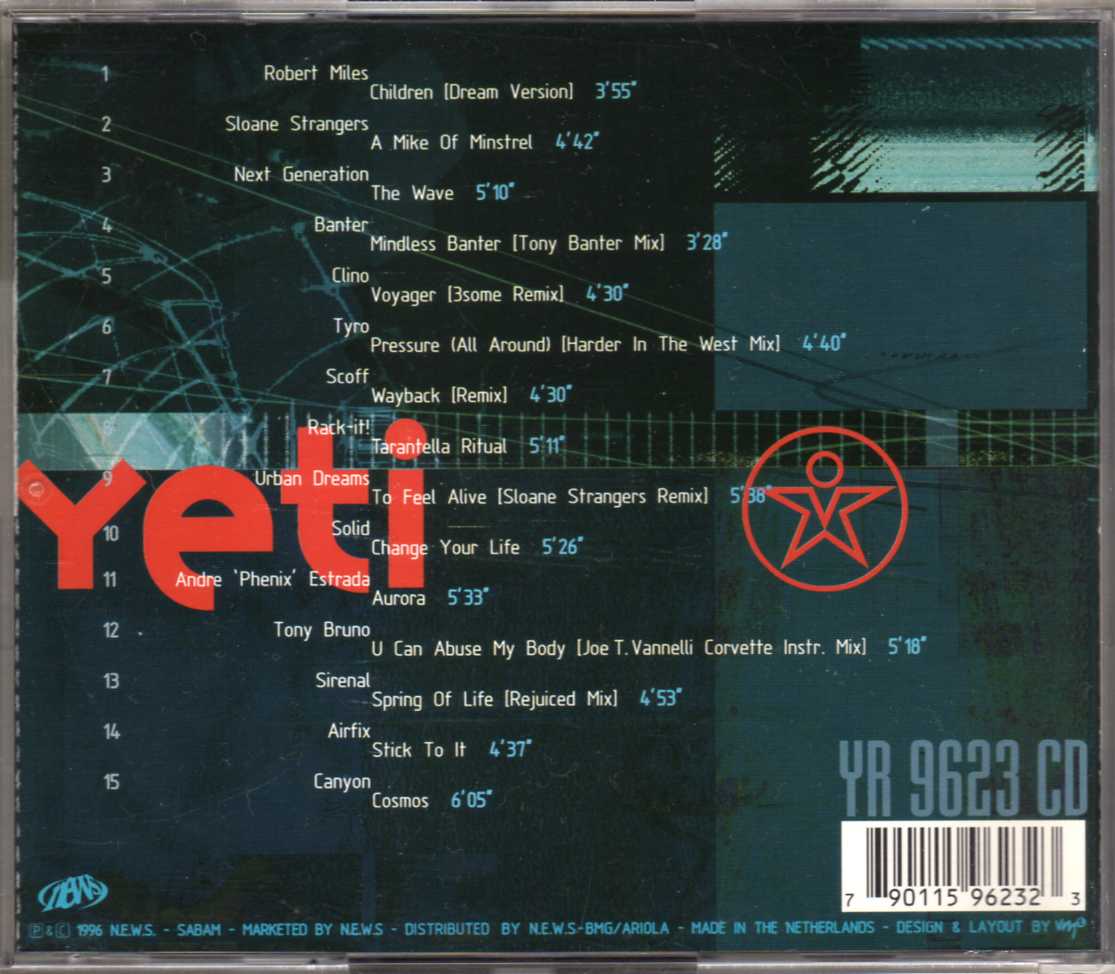 1 Robert Miles
Children [Dream Version] 3'55"
2 Sloane Strangers
A Mike Of Minstrel 4'42"
3 Next Generation
The Wave 5'10"
4 Banter
Mindless Banter [Tony Banter Mix] 3'28"
5 Clino
Voyager [3some Remix] 4'30"
6 Tyro
Pressure (All Around) [Harder In The West Mix] 4'40"
7 Scoff
Wayback [Remix] 4'30"
8 Rack-it!
Tarantella Ritual 5'11"
9 Urban Dreams
To Feel Alive [Sloane Strangers Remix] 5'38"
10 Solid
Change Your Life 5'26"
11 Andre 'Phenix' Estrada
Aurora 5'33"
12 Tony Bruno
U Can Abuse My Body [Joe T. Vannelli Corvette Instr. Mix] 5'18"
13 Sirenal
Spring Of Life [Rejuiced Mix] 4'53"
14 Airfix
Stick To It 4'37"
15 Canyon
Cosmos 6'05"
Yeti
YR 9623 CD
7 90115 96232 3
news
Ⓟ & Ⓒ 1996 N.E.W.S. - SABAM - MARKETED BY N.E.W.S - DISTRIBUTED BY N.E.W.S-BMG/ARIOLA - MADE IN THE NETHERLANDS - DESIGN & LAYOUT BY